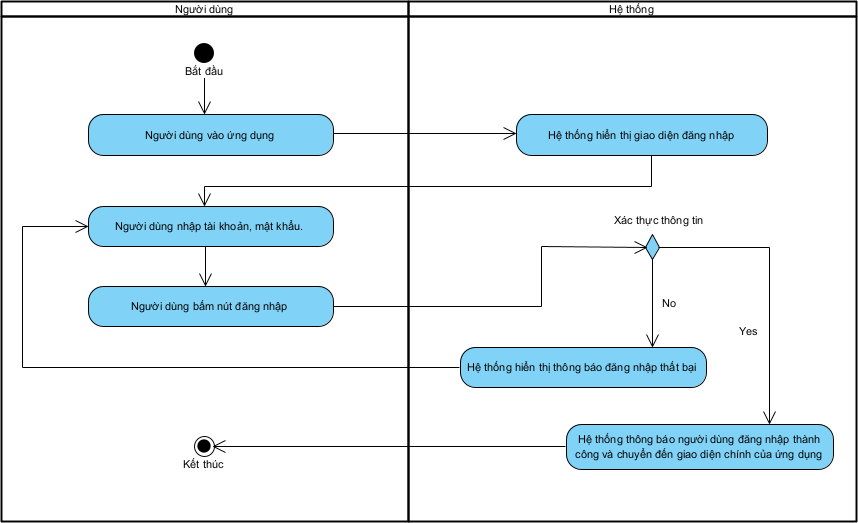 Người dùng
Hệ thống
Bắt đầu
Người dùng vào ứng dụng
Hệ thống hiển thị giao diện đăng nhập
Người dùng nhập tài khoản, mật khẩu.
Xác thực thông tin
Người dùng bấm nút đăng nhập
No
Yes
Hệ thống hiển thị thông báo đăng nhập thất bại
Hệ thống thông báo người dùng đăng nhập thành
công và chuyển đến giao diện chính của ứng dụng
Kết thúc